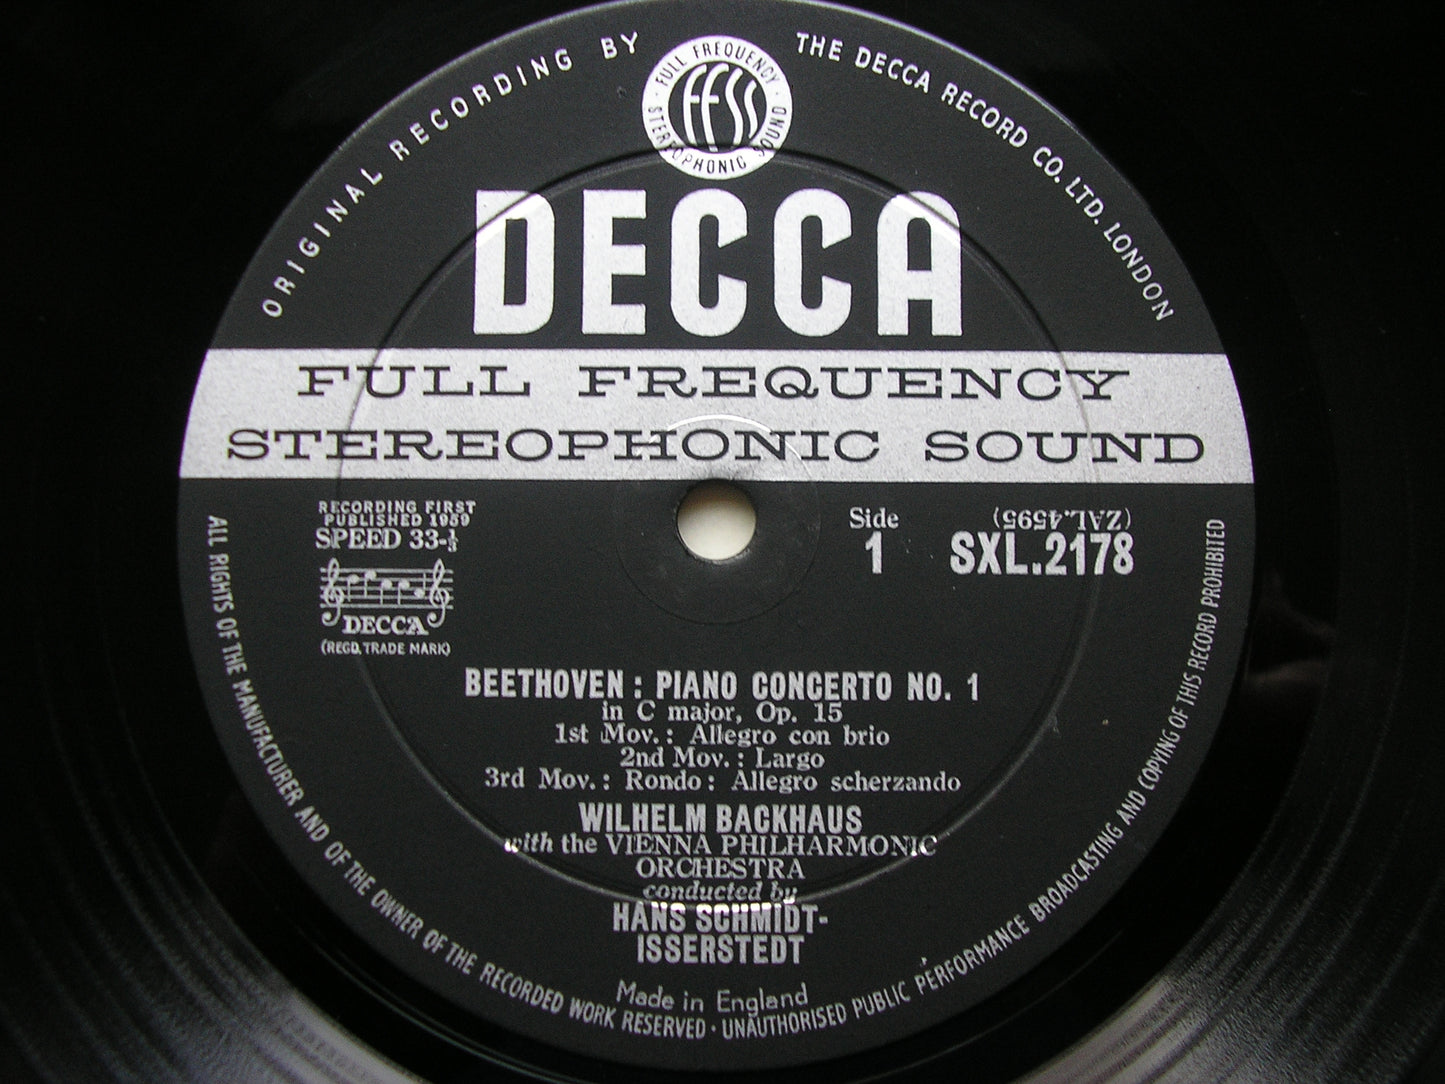 ORIGINAL RECORDING BY
THE DECCA RECORD CO. LTD. LONDON
· FULL FREQUENCY · STEREOPHONIC SOUND
FFSS
DECCA
FULL FREQUENCY
STEREOPHONIC SOUND
RECORDING FIRST
PUBLISHED 1959
SPEED 33-⅓
DECCA
(REGD. TRADE MARK)
Side
1
(ZAL.4595)
SXL.2178
BEETHOVEN : PIANO CONCERTO NO. 1
in C major, Op. 15
1st Mov. : Allegro con brio
2nd Mov. : Largo
3rd Mov. : Rondo : Allegro scherzando
WILHELM BACKHAUS
with the VIENNA PHILHARMONIC
ORCHESTRA
conducted by
HANS SCHMIDT-
ISSERSTEDT
Made in England
ALL RIGHTS OF THE MANUFACTURER AND OF THE OWNER OF THE RECORDED WORK RESERVED · UNAUTHORISED PUBLIC PERFORMANCE BROADCASTING AND COPYING OF THIS RECORD PROHIBITED